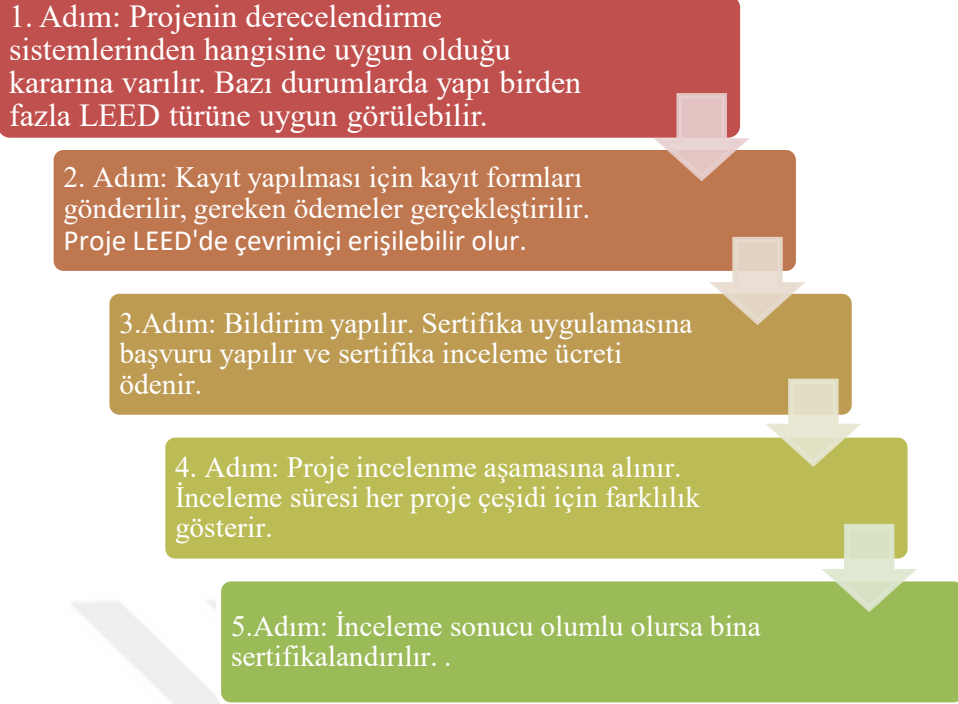 1. Adım: Projenin derecelendirme
sistemlerinden hangisine uygun olduğu
kararına varılır. Bazı durumlarda yapı birden
fazla LEED türüne uygun görülebilir.
2. Adım: Kayıt yapılması için kayıt formları
gönderilir, gereken ödemeler gerçekleştirilir.
Proje LEED'de çevrimiçi erişilebilir olur.
3.Adım: Bildirim yapılır. Sertifika uygulamasına
başvuru yapılır ve sertifika inceleme ücreti
ödenir.
4. Adım: Proje incelenme aşamasına alınır.
İnceleme süresi her proje çeşidi için farklılık
gösterir.
5.Adım: İnceleme sonucu olumlu olursa bina
sertifikalandırılır. .